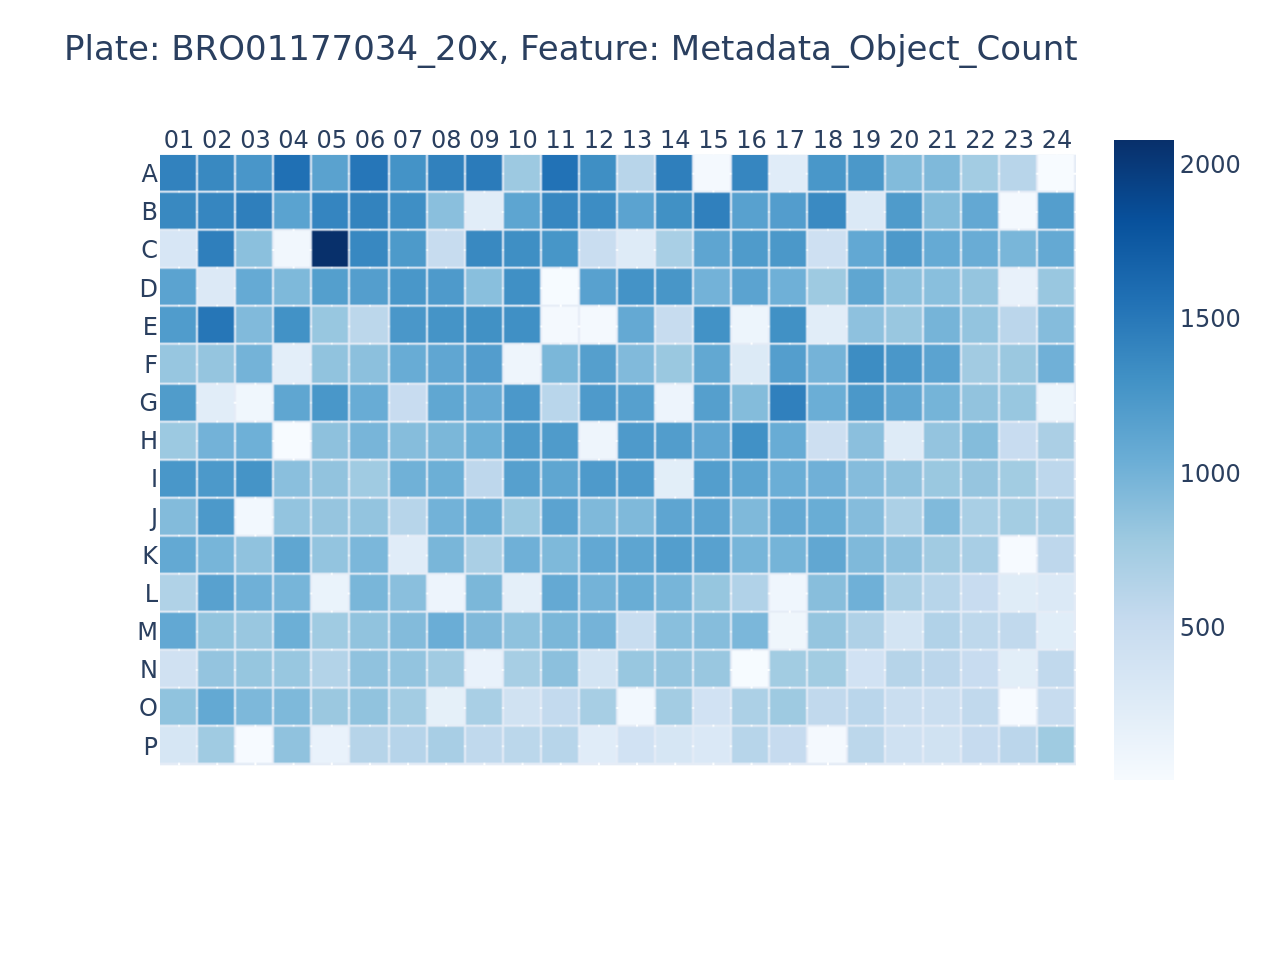 Plate: BRO01177034_20x, Feature: Metadata_Object_Count
01 02 03 04 05 06 07 08 09 10 11 12 13 14 15 16 17 18 19 20 21 22 23 24
A
B
C
D
E
F
G
H
I
J
K
L
M
N
O
P
2000
1500
1000
500